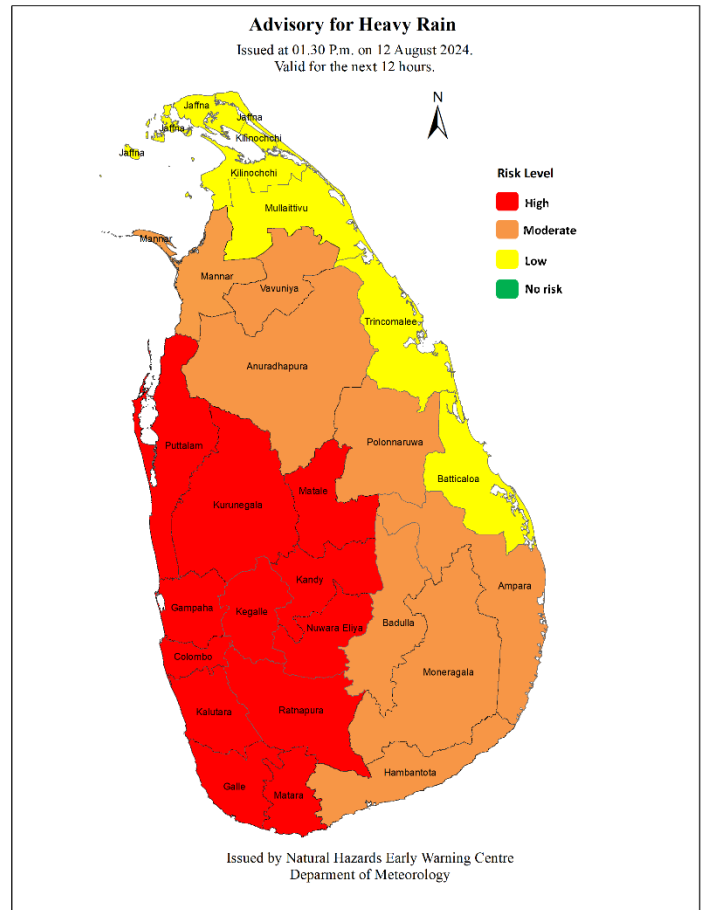 Advisory for Heavy Rain
Issued at 01.30 P.m. on 12 August 2024.
Valid for the next 12 hours.
N
Jaffna
Jaffna
Jaffna
Kilinochchi
Jaffna
Kilinochchi
Risk Level
High
Moderate
Low
No risk
Mullaittivu
Mannar
Mannar
Vavuniya
Trincomalee
Anuradhapura
Polonnaruwa
Puttalam
Batticaloa
Matale
Kurunegala
Kandy
Ampara
Gampaha
Kegalle
Badulla
Nuwara Eliya
Colombo
Moneragala
Kalutara
Ratnapura
Hambantota
Galle
Matara
Issued by Natural Hazards Early Warning Centre
Deparment of Meteorology